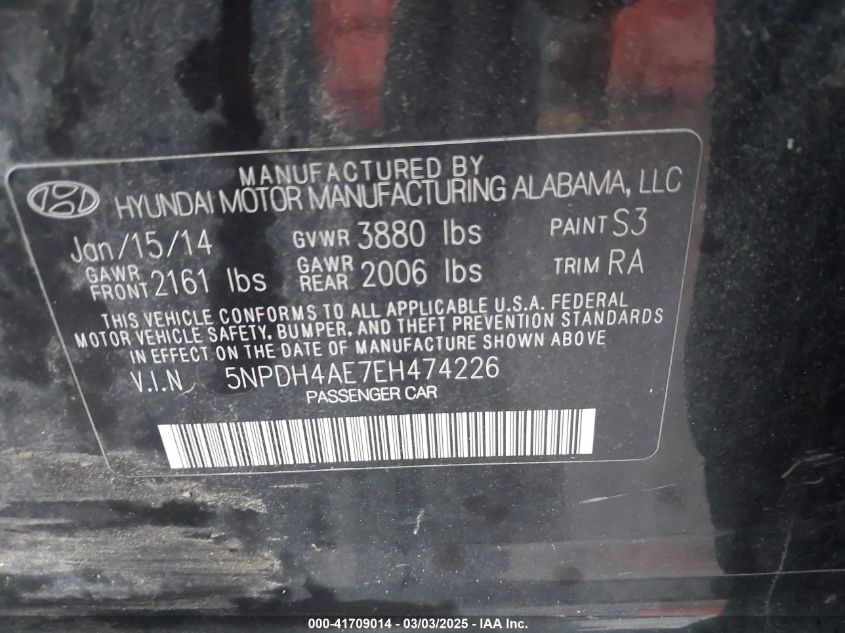 MANUFACTURED BY
HYUNDAI MOTOR MANUFACTURING ALABAMA, LLC
Jan/15/14 GVWR 3880 lbs PAINT S3
GAWR FRONT 2161 lbs GAWR REAR 2006 lbs TRIM RA
THIS VEHICLE CONFORMS TO ALL APPLICABLE U.S.A. FEDERAL
MOTOR VEHICLE SAFETY, BUMPER, AND THEFT PREVENTION STANDARDS
IN EFFECT ON THE DATE OF MANUFACTURE SHOWN ABOVE
V.I.N 5NPDH4AE7EH474226
PASSENGER CAR
000-41709014 - 03/03/2025 - IAA Inc.